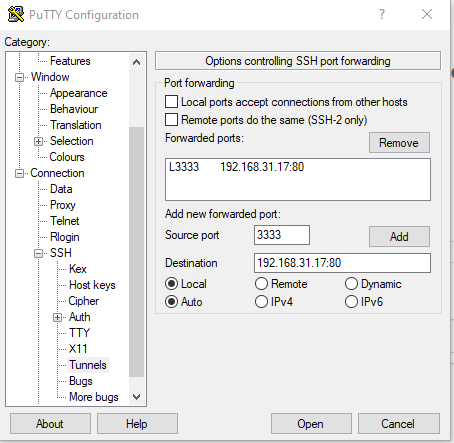 PuTTY Configuration
?
Category:
Features
Window
Appearance
Behaviour
Translation
Selection
Colours
Connection
Data
Proxy
Telnet
Rlogin
SSH
Kex
Host keys
Cipher
Auth
TTY
X11
Tunnels
Bugs
More bugs
Options controlling SSH port forwarding
Port forwarding
Local ports accept connections from other hosts
Remote ports do the same (SSH-2 only)
Forwarded ports:
Remove
L3333 192.168.31.17:80
Add new forwarded port:
Source port 3333 Add
Destination 192.168.31.17:80
Local Remote Dynamic
Auto IPv4 IPv6
About Help Open Cancel